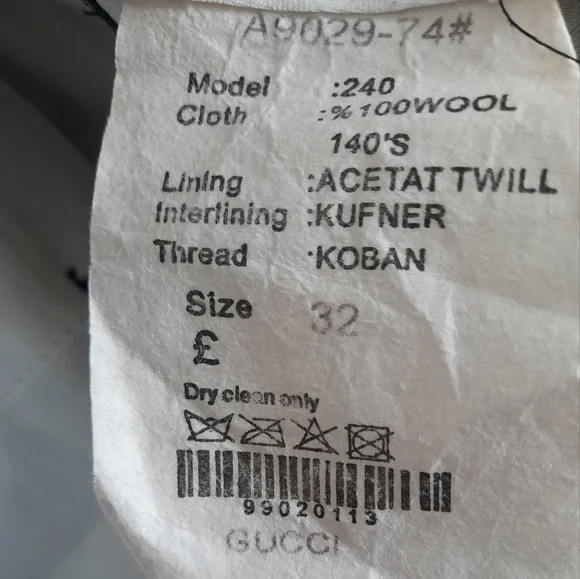 A9029-74#
Model :240
Cloth :%100WOOL
140'S
Lining :ACETAT TWILL
Interlining :KUFNER
Thread :KOBAN
Size 32
£
Dry clean only
99020113
GUCCI